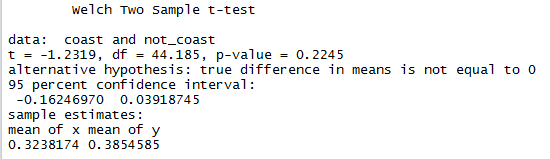 Welch Two Sample t-test
data:  coast and not_coast
t = -1.2319, df = 44.185, p-value = 0.2245
alternative hypothesis: true difference in means is not equal to 0
95 percent confidence interval:
 -0.16246970  0.03918745
sample estimates:
mean of x mean of y
0.3238174 0.3854585